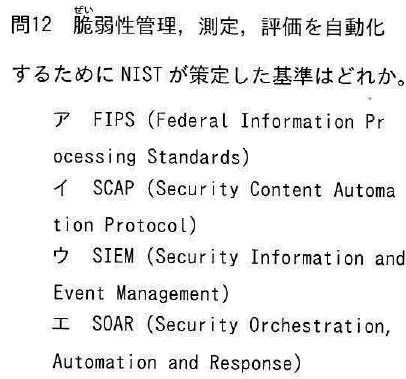 問12 脆弱性管理，測定，評価を自動化
するためにNISTが策定した基準はどれか。
ア FIPS (Federal Information Pr
ocessing Standards)
イ SCAP (Security Content Automa
tion Protocol)
ウ SIEM (Security Information and
Event Management)
エ SOAR (Security Orchestration,
Automation and Response)